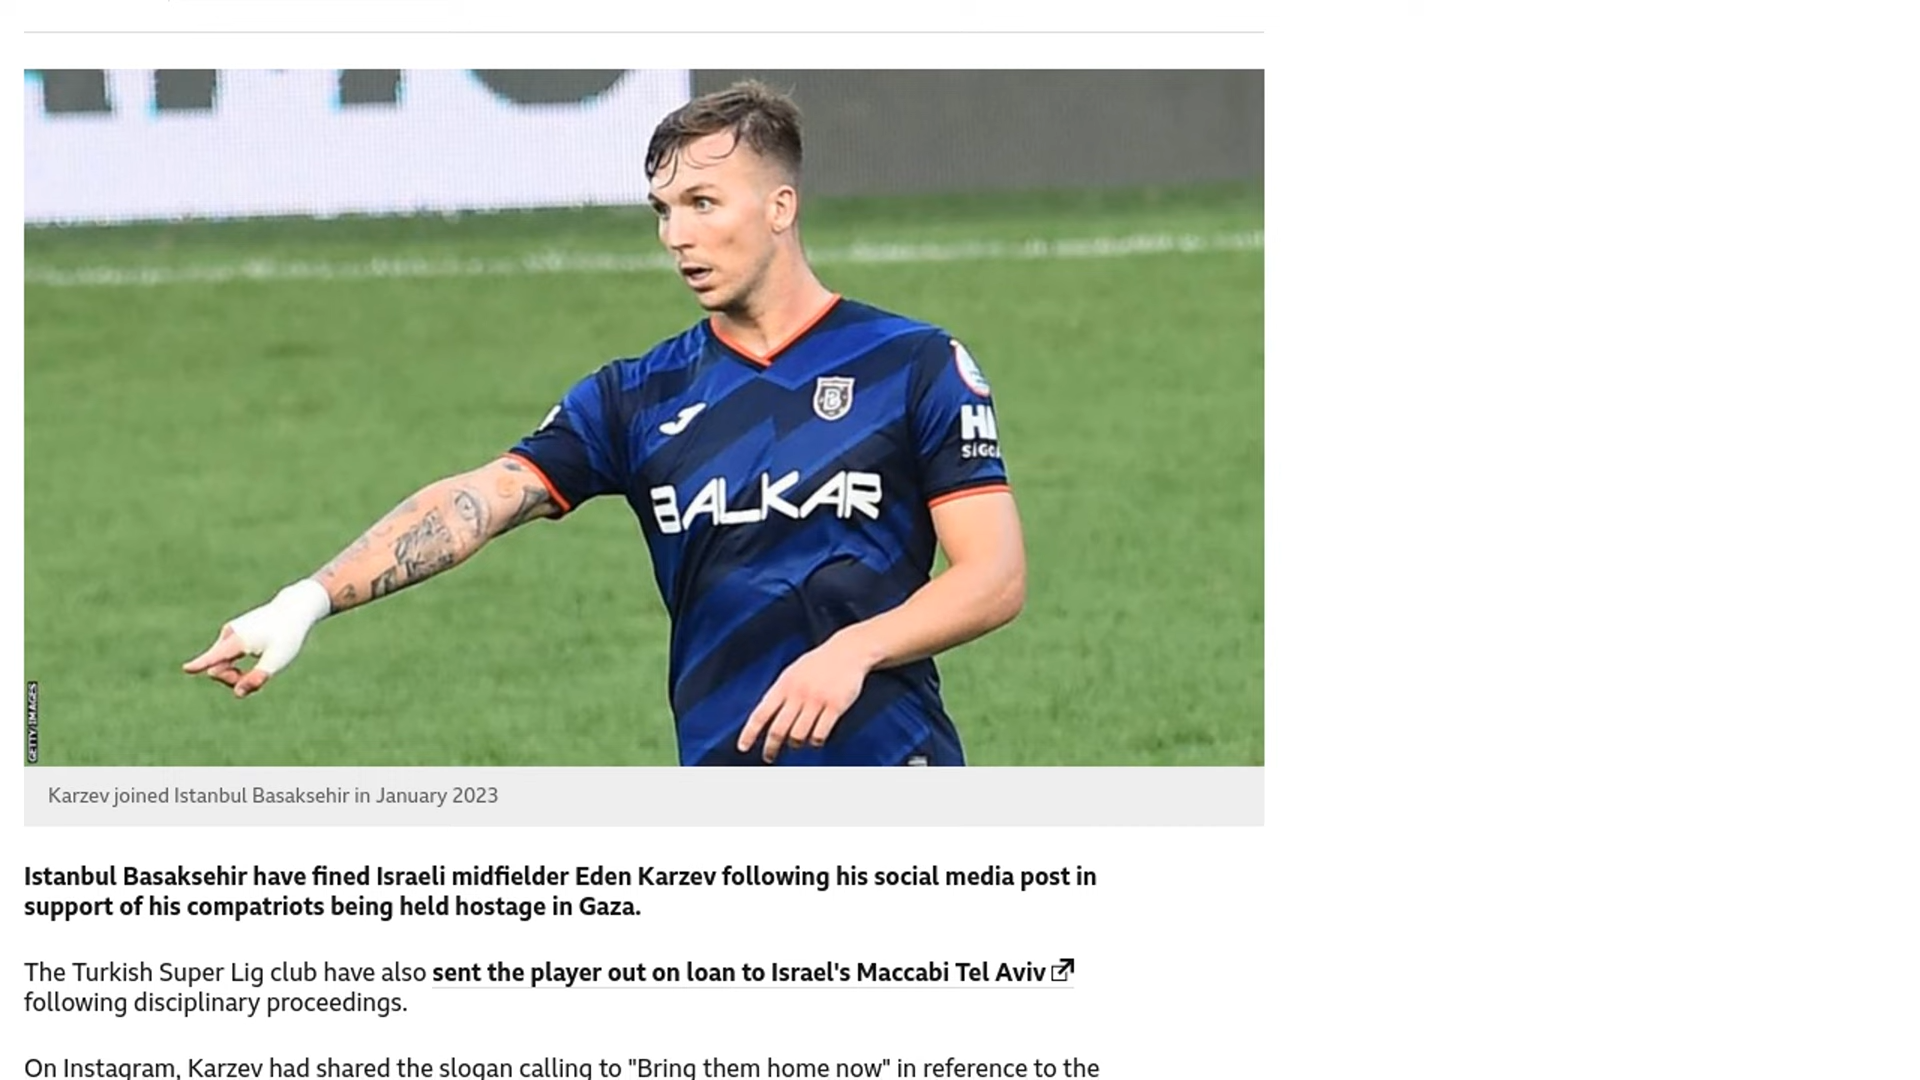 BALKAR
GETTY IMAGES
Karzev joined Istanbul Basaksehir in January 2023
Istanbul Basaksehir have fined Israeli midfielder Eden Karzev following his social media post in
support of his compatriots being held hostage in Gaza.
The Turkish Super Lig club have also sent the player out on loan to Israel's Maccabi Tel Aviv
following disciplinary proceedings.
On Instagram, Karzev had shared the slogan calling to "Bring them home now" in reference to the